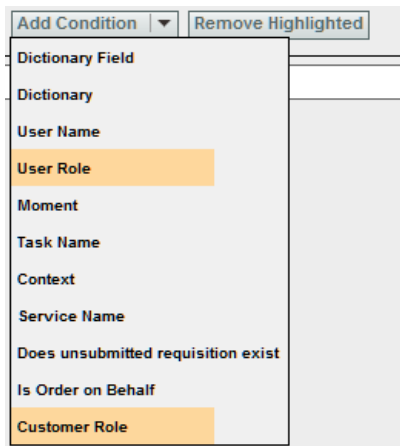 Add Condition Remove Highlighted
Dictionary Field
Dictionary
User Name
User Role
Moment
Task Name
Context
Service Name
Does unsubmitted requisition exist
Is Order on Behalf
Customer Role